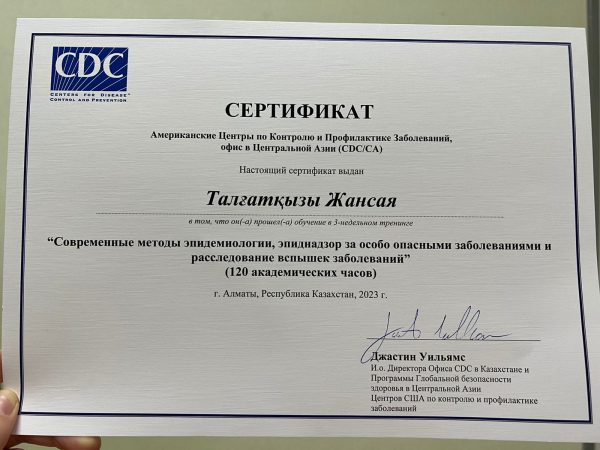 CDC
CENTERS FOR DISEASE
CONTROL AND PREVENTION
СЕРТИФИКАТ
Американские Центры по Контролю и Профилактике Заболеваний,
офис в Центральной Азии (CDC/CA)
Настоящий сертификат выдан
Талғатқызы Жансая
в том, что он(-а) прошел(-а) обучение в 3-недельном тренинге
“Современные методы эпидемиологии, эпиднадзор за особо опасными заболеваниями и
расследование вспышек заболеваний”
(120 академических часов)
г. Алматы, Республика Казахстан, 2023 г.
Джастин Уильямс
И.о. Директора Офиса CDC в Казахстане и
Программы Глобальной безопасности
здоровья в Центральной Азии
Центров США по контролю и профилактике
заболеваний